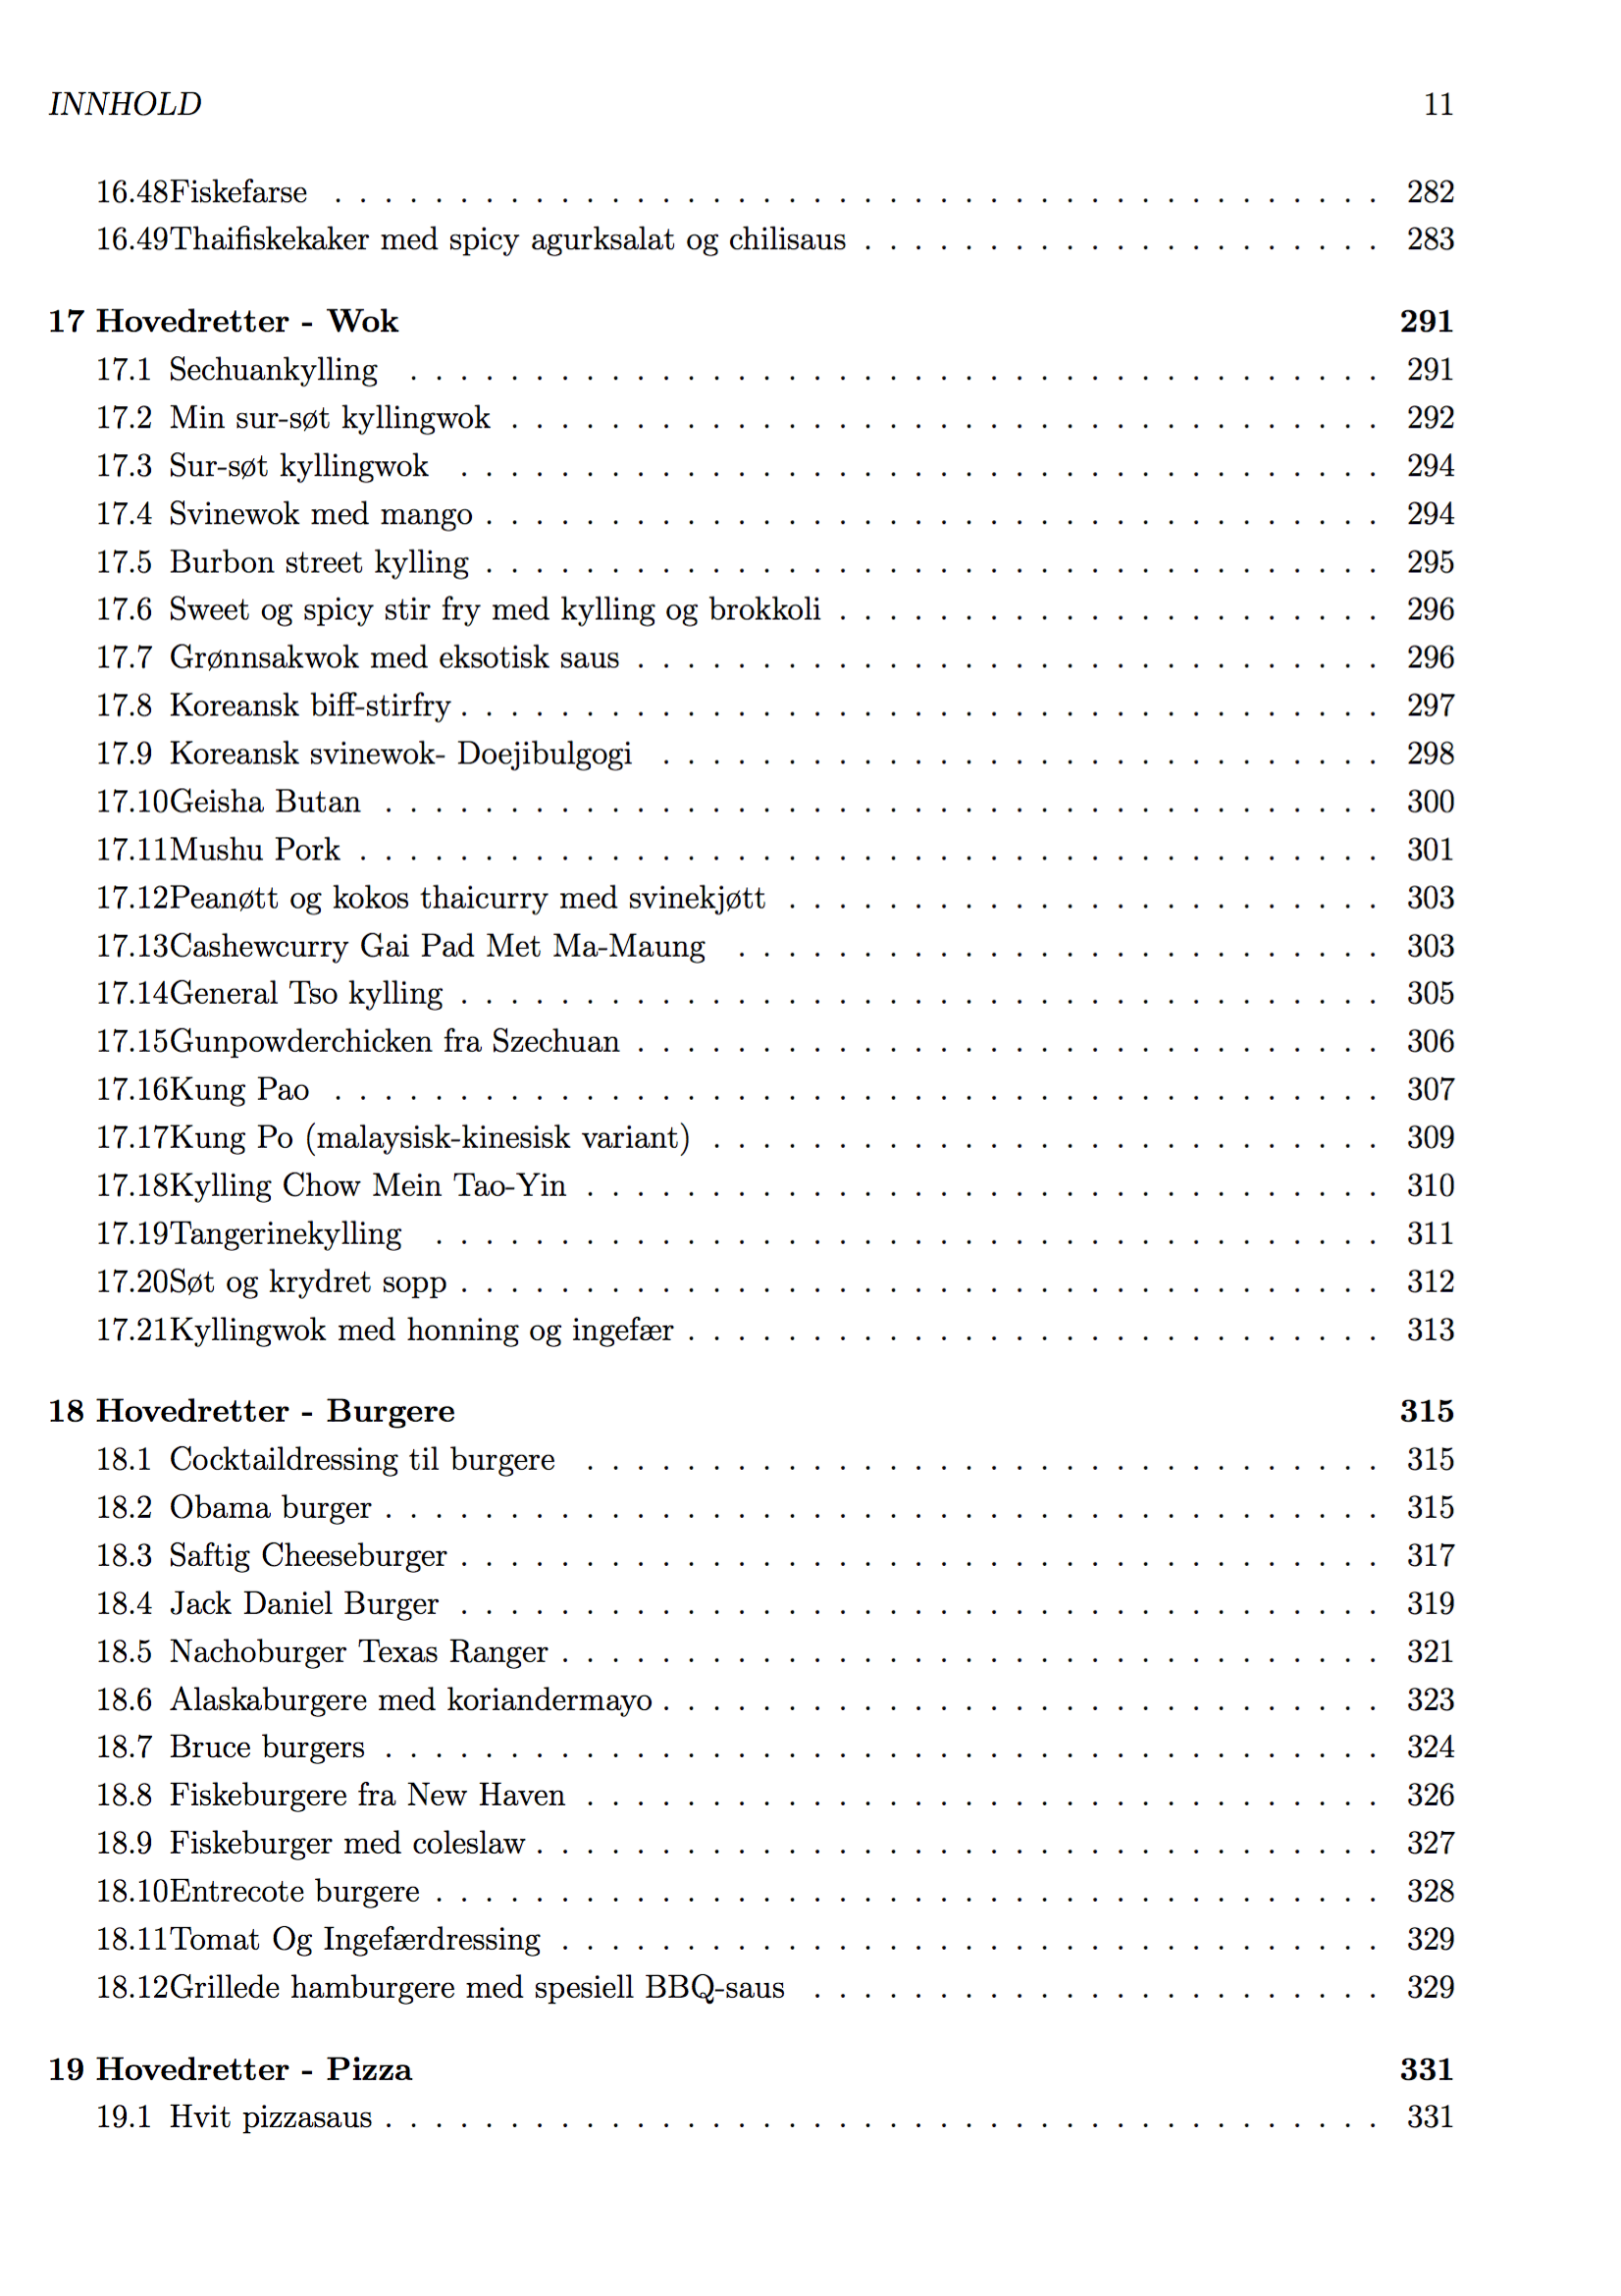 INNHOLD 11
16.48Fiskefarse . . . . . . . . . . . . . . . . . . . . . . . . . . . . . . . . . . . . . . . . . . 282
16.49Thaifiskekaker med spicy agurksalat og chilisaus . . . . . . . . . . . . . . . . . . . . . 283
17 Hovedretter - Wok 291
17.1 Sechuankylling . . . . . . . . . . . . . . . . . . . . . . . . . . . . . . . . . . . . . . . 291
17.2 Min sur-søt kyllingwok . . . . . . . . . . . . . . . . . . . . . . . . . . . . . . . . . . . 292
17.3 Sur-søt kyllingwok . . . . . . . . . . . . . . . . . . . . . . . . . . . . . . . . . . . . . 294
17.4 Svinewok med mango . . . . . . . . . . . . . . . . . . . . . . . . . . . . . . . . . . . . 294
17.5 Burbon street kylling . . . . . . . . . . . . . . . . . . . . . . . . . . . . . . . . . . . . 295
17.6 Sweet og spicy stir fry med kylling og brokkoli . . . . . . . . . . . . . . . . . . . . . . 296
17.7 Grønnsakwok med eksotisk saus . . . . . . . . . . . . . . . . . . . . . . . . . . . . . . 296
17.8 Koreansk biff-stirfry . . . . . . . . . . . . . . . . . . . . . . . . . . . . . . . . . . . . . 297
17.9 Koreansk svinewok- Doejibulgogi . . . . . . . . . . . . . . . . . . . . . . . . . . . . . 298
17.10Geisha Butan . . . . . . . . . . . . . . . . . . . . . . . . . . . . . . . . . . . . . . . . 300
17.11Mushu Pork . . . . . . . . . . . . . . . . . . . . . . . . . . . . . . . . . . . . . . . . . 301
17.12Peanøtt og kokos thaicurry med svinekjøtt . . . . . . . . . . . . . . . . . . . . . . . . 303
17.13Cashewcurry Gai Pad Met Ma-Maung . . . . . . . . . . . . . . . . . . . . . . . . . . 303
17.14General Tso kylling . . . . . . . . . . . . . . . . . . . . . . . . . . . . . . . . . . . . . 305
17.15Gunpowderchicken fra Szechuan . . . . . . . . . . . . . . . . . . . . . . . . . . . . . . 306
17.16Kung Pao . . . . . . . . . . . . . . . . . . . . . . . . . . . . . . . . . . . . . . . . . . 307
17.17Kung Po (malaysisk-kinesisk variant) . . . . . . . . . . . . . . . . . . . . . . . . . . . 309
17.18Kylling Chow Mein Tao-Yin . . . . . . . . . . . . . . . . . . . . . . . . . . . . . . . . 310
17.19Tangerinekylling . . . . . . . . . . . . . . . . . . . . . . . . . . . . . . . . . . . . . . 311
17.20Søt og krydret sopp . . . . . . . . . . . . . . . . . . . . . . . . . . . . . . . . . . . . . 312
17.21Kyllingwok med honning og ingefær . . . . . . . . . . . . . . . . . . . . . . . . . . . . 313
18 Hovedretter - Burgere 315
18.1 Cocktaildressing til burgere . . . . . . . . . . . . . . . . . . . . . . . . . . . . . . . . 315
18.2 Obama burger . . . . . . . . . . . . . . . . . . . . . . . . . . . . . . . . . . . . . . . . 315
18.3 Saftig Cheeseburger . . . . . . . . . . . . . . . . . . . . . . . . . . . . . . . . . . . . . 317
18.4 Jack Daniel Burger . . . . . . . . . . . . . . . . . . . . . . . . . . . . . . . . . . . . . 319
18.5 Nachoburger Texas Ranger . . . . . . . . . . . . . . . . . . . . . . . . . . . . . . . . . 321
18.6 Alaskaburgere med koriandermayo . . . . . . . . . . . . . . . . . . . . . . . . . . . . . 323
18.7 Bruce burgers . . . . . . . . . . . . . . . . . . . . . . . . . . . . . . . . . . . . . . . . 324
18.8 Fiskeburgere fra New Haven . . . . . . . . . . . . . . . . . . . . . . . . . . . . . . . . 326
18.9 Fiskeburger med coleslaw . . . . . . . . . . . . . . . . . . . . . . . . . . . . . . . . . . 327
18.10Entrecote burgere . . . . . . . . . . . . . . . . . . . . . . . . . . . . . . . . . . . . . . 328
18.11Tomat Og Ingefærdressing . . . . . . . . . . . . . . . . . . . . . . . . . . . . . . . . . 329
18.12Grillede hamburgere med spesiell BBQ-saus . . . . . . . . . . . . . . . . . . . . . . . 329
19 Hovedretter - Pizza 331
19.1 Hvit pizzasaus . . . . . . . . . . . . . . . . . . . . . . . . . . . . . . . . . . . . . . . . 331